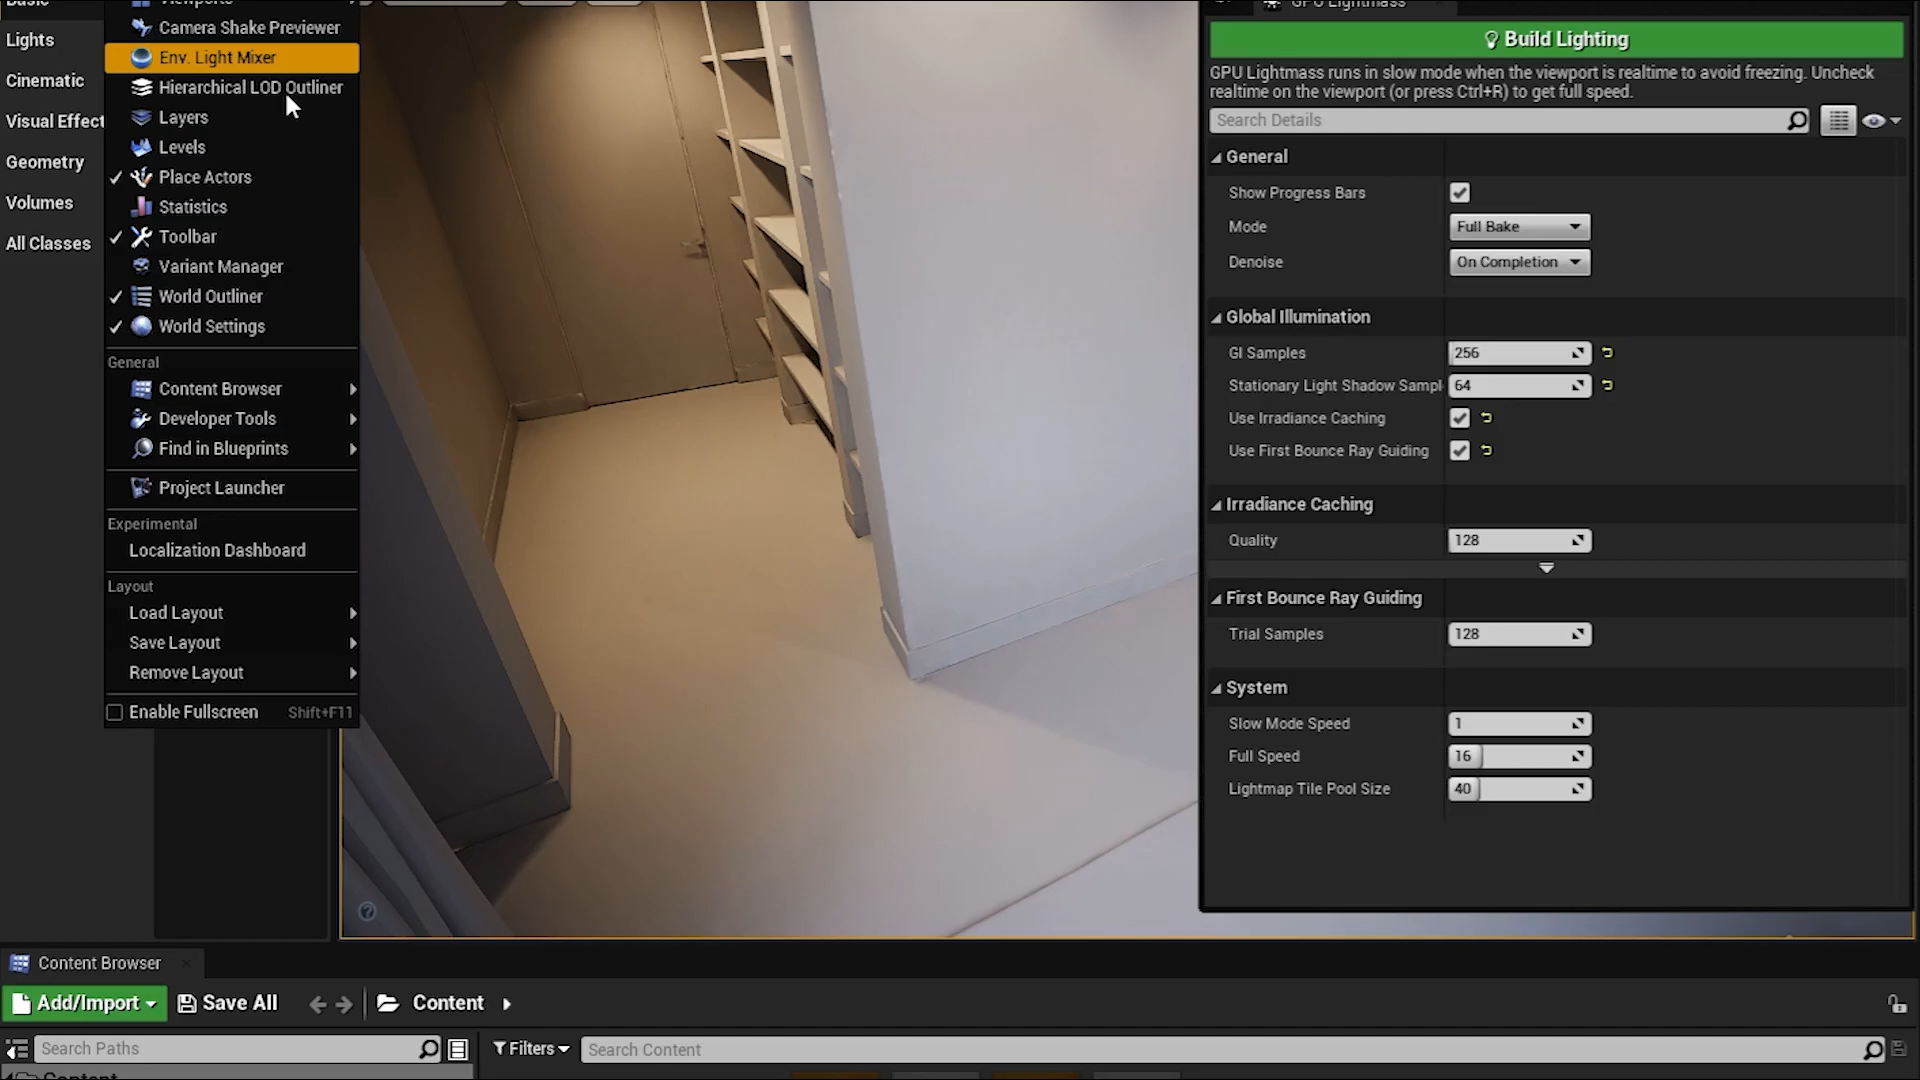 Basic
Lights
Cinematic
Visual Effect
Geometry
Volumes
All Classes
Viewports
Camera Shake Previewer
Env. Light Mixer
Hierarchical LOD Outliner
Layers
Levels
Place Actors
Statistics
Toolbar
Variant Manager
World Outliner
World Settings
General
Content Browser
Developer Tools
Find in Blueprints
Project Launcher
Experimental
Localization Dashboard
Layout
Load Layout
Save Layout
Remove Layout
Enable Fullscreen Shift+F11
GPU Lightmass
Build Lighting
GPU Lightmass runs in slow mode when the viewport is realtime to avoid freezing. Uncheck
realtime on the viewport (or press Ctrl+R) to get full speed.
Search Details
General
Show Progress Bars
Mode Full Bake
Denoise On Completion
Global Illumination
GI Samples 256
Stationary Light Shadow Sampl 64
Use Irradiance Caching
Use First Bounce Ray Guiding
Irradiance Caching
Quality 128
First Bounce Ray Guiding
Trial Samples 128
System
Slow Mode Speed 1
Full Speed 16
Lightmap Tile Pool Size 40
Content Browser
Add/Import Save All Content
Search Paths Filters Search Content
Content